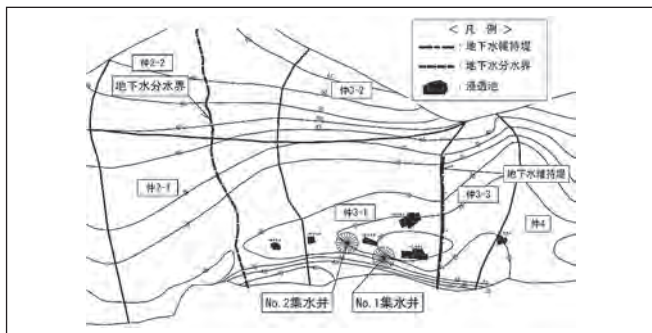 < 凡 例 >
: 地下水維持堤
: 地下水分水界
: 浸透池
仲2-2
地下水分水界
仲3-2
地下水維持堤
仲2-1
仲3-1
仲3-3
仲4
No.2集水井
No.1集水井